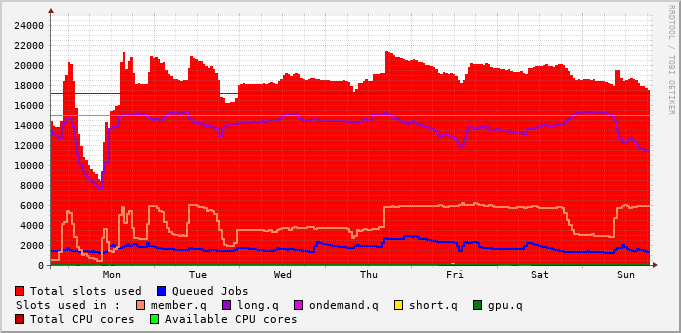 RRDTOOL / TOBI OETIKER
24000
22000
20000
18000
16000
14000
12000
10000
8000
6000
4000
2000
0
Mon Tue Wed Thu Fri Sat Sun
Total slots used Queued Jobs
Slots used in : member.q long.q ondemand.q short.q gpu.q
Total CPU cores Available CPU cores